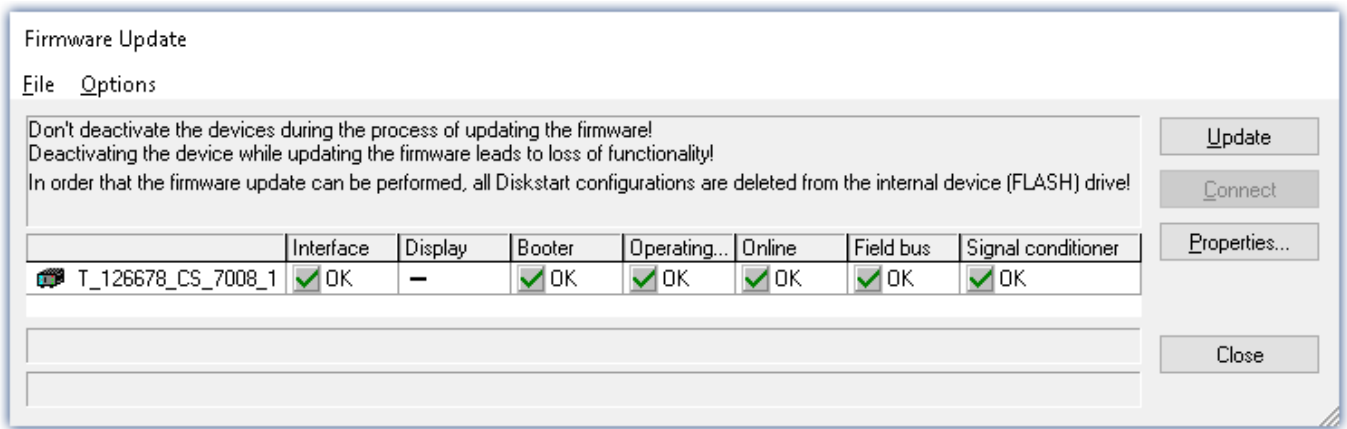 Firmware Update
File Options
Don't deactivate the devices during the process of updating the firmware!
Deactivating the device while updating the firmware leads to loss of functionality!
In order that the firmware update can be performed, all Diskstart configurations are deleted from the internal device (FLASH) drive!
Update
Connect
Properties...
Interface Display Booter Operating... Online Field bus Signal conditioner
T_126678_CS_7008_1 OK – OK OK OK OK OK
Close